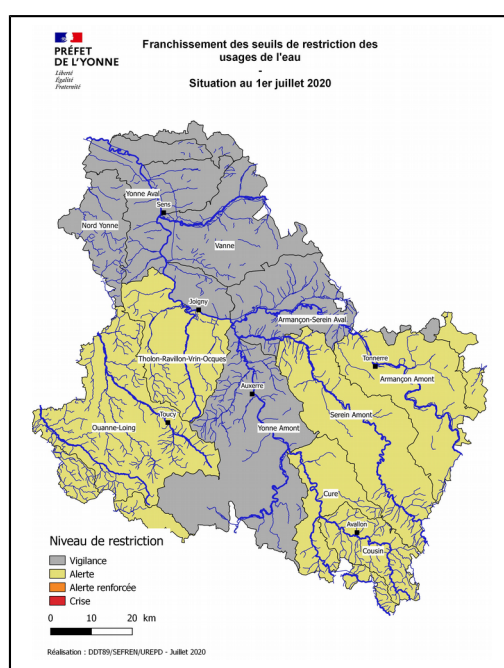 PRÉFET
DE L'YONNE
Liberté
Égalité
Fraternité
Franchissement des seuils de restriction des
usages de l'eau
-
Situation au 1er juillet 2020
Yonne Aval
Sens
Nord Yonne
Vanne
Joigny
Armançon-Serein Aval
Tholon-Ravillon-Vrin-Ocques
Tonnerre
Armançon Amont
Auxerre
Serein Amont
Toucy
Ouanne-Loing
Yonne Amont
Cure
Avallon
Cousin
Niveau de restriction
Vigilance
Alerte
Alerte renforcée
Crise
0 10 20 km
Réalisation : DDT89/SEFREN/UREPD - Juillet 2020